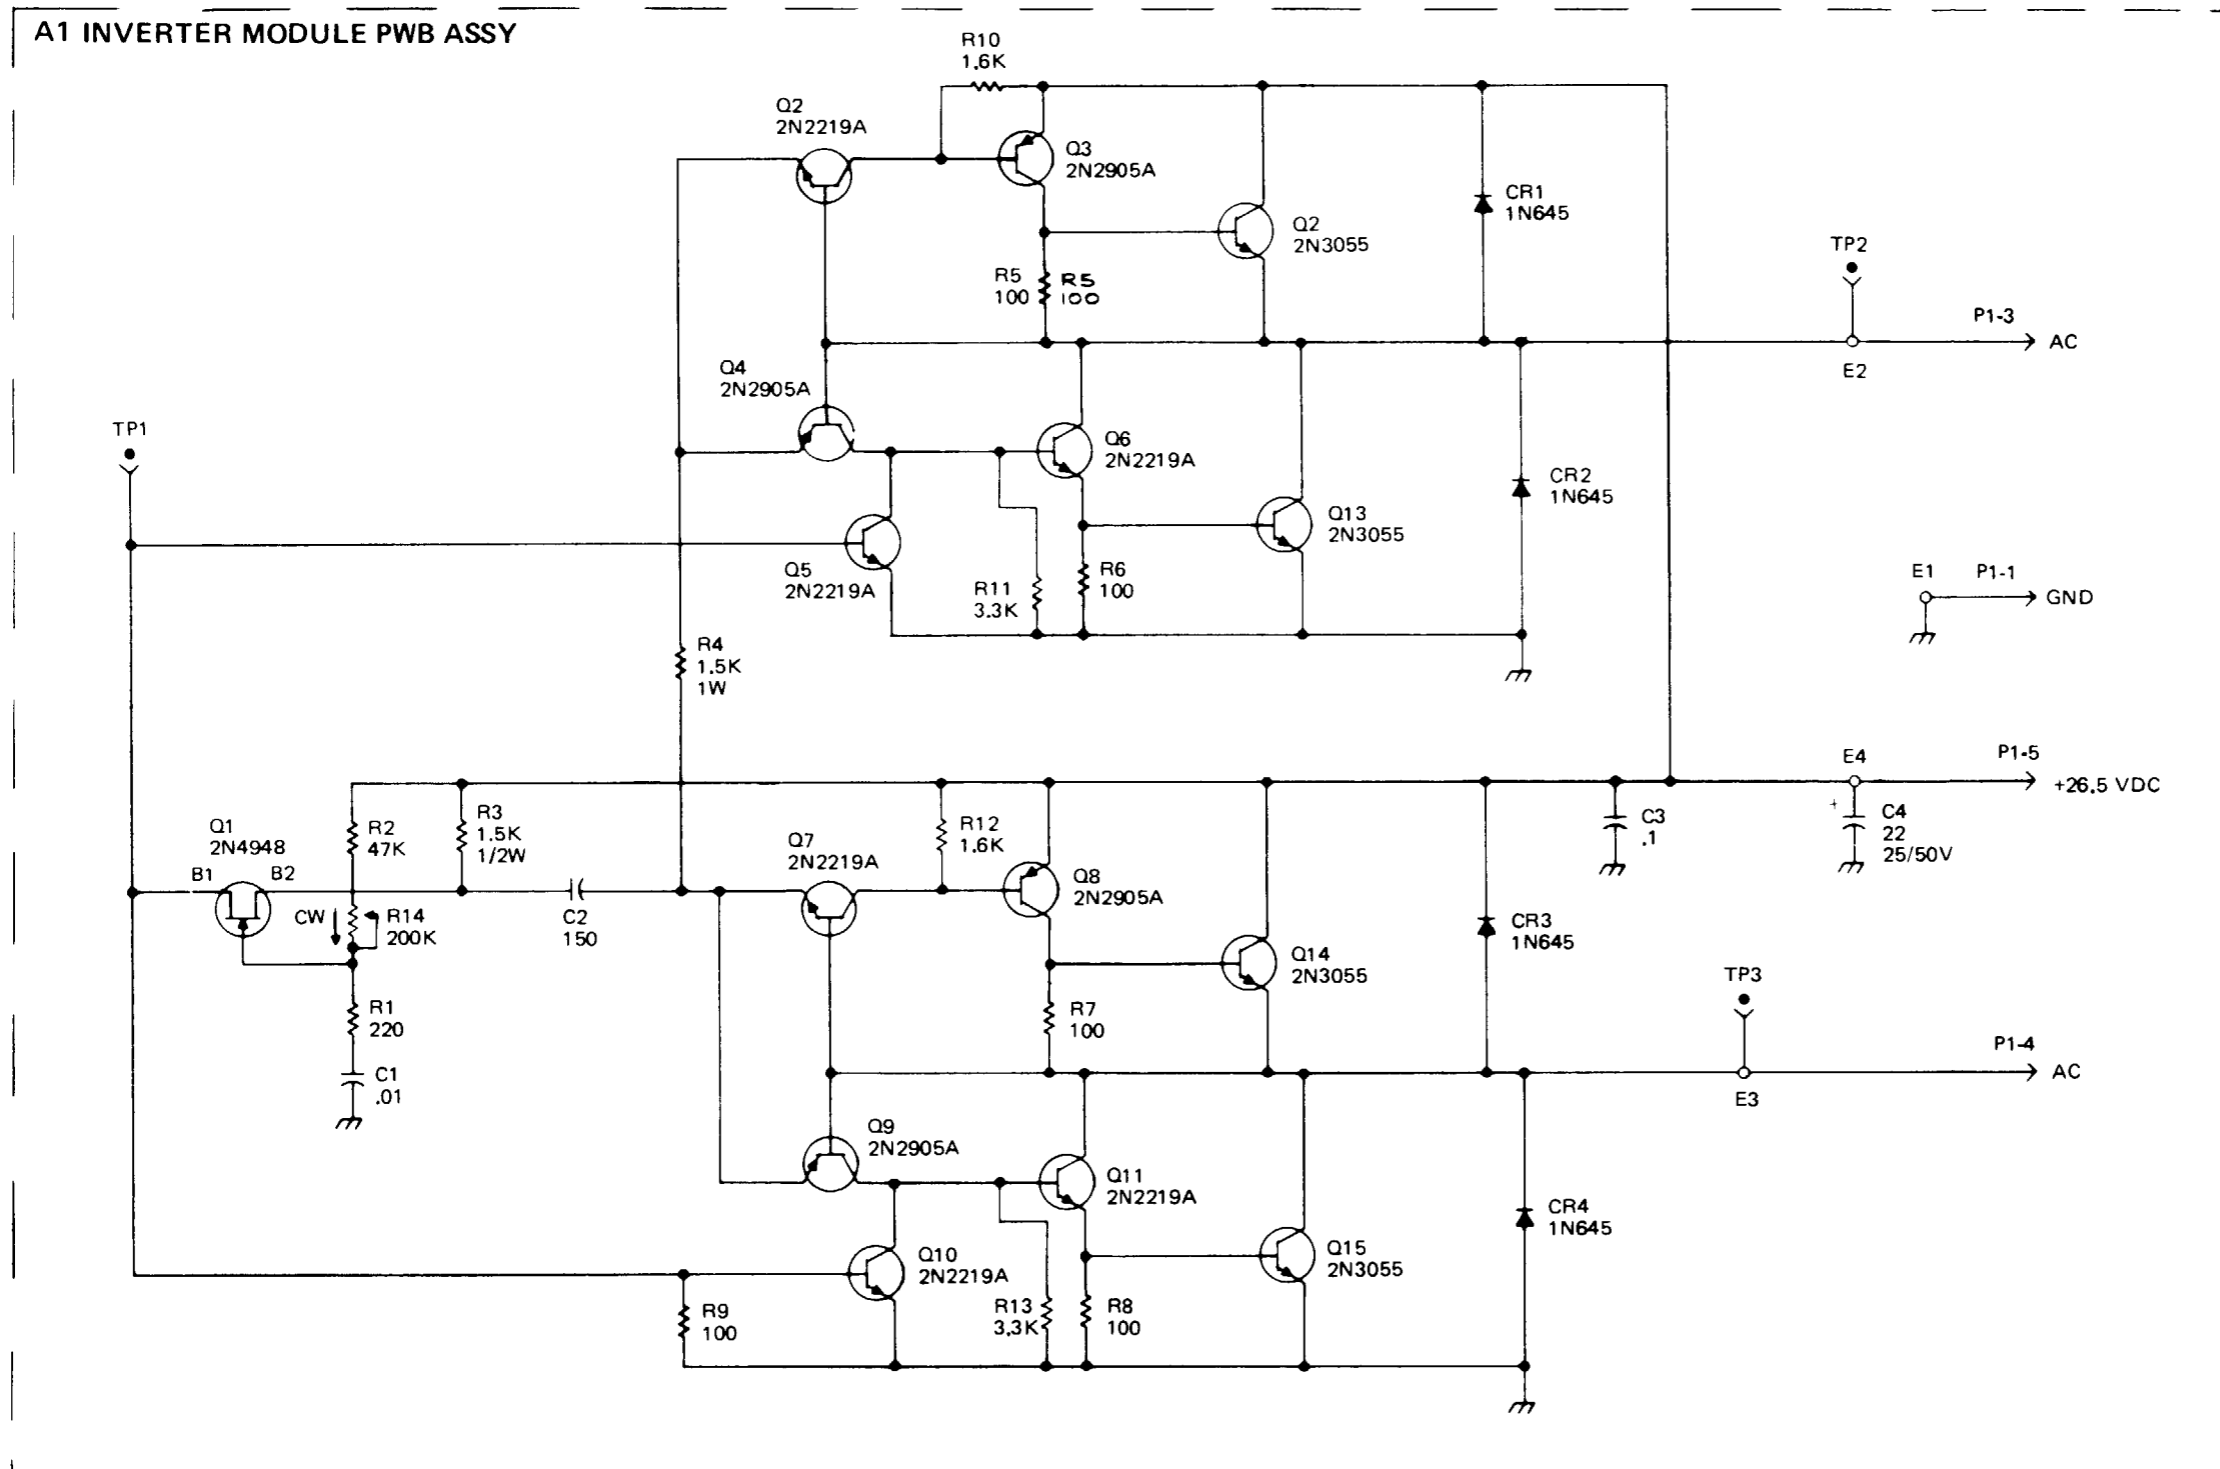 A1 INVERTER MODULE PWB ASSY
R10
1.6K
Q2
2N2219A
Q3
2N2905A
Q2
2N3055
CR1
1N645
R5
100
R5
100
TP2
P1-3
AC
E2
Q4
2N2905A
TP1
Q6
2N2219A
CR2
1N645
Q13
2N3055
Q5
2N2219A
R11
3.3K
R6
100
E1
P1-1
GND
R4
1.5K
1W
E4
P1-5
+26.5 VDC
Q1
2N4948
B1
B2
R2
47K
R3
1.5K
1/2W
Q7
2N2219A
R12
1.6K
Q8
2N2905A
C3
.1
+
C4
22
25/50V
CW
R14
200K
C2
150
CR3
1N645
Q14
2N3055
TP3
R1
220
R7
100
P1-4
AC
E3
C1
.01
Q9
2N2905A
Q11
2N2219A
CR4
1N645
Q10
2N2219A
Q15
2N3055
R9
100
R13
3.3K
R8
100